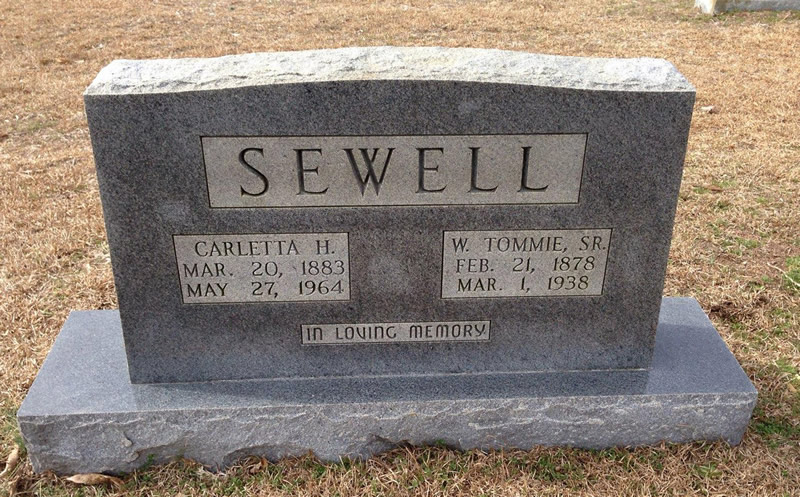 SEWELL
CARLETTA H.
MAR. 20, 1883
MAY 27, 1964
W. TOMMIE, SR.
FEB. 21, 1878
MAR. 1, 1938
IN LOVING MEMORY